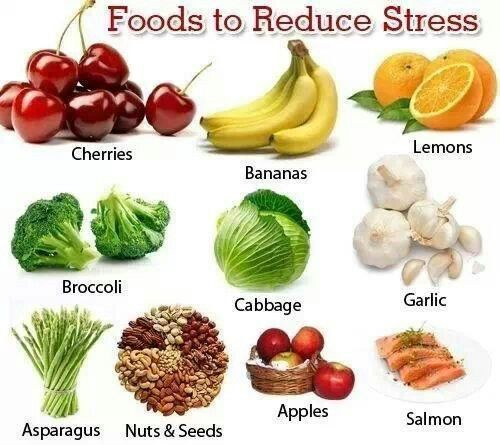 Foods to Reduce Stress
Cherries
Bananas
Lemons
Broccoli
Cabbage
Garlic
Asparagus
Nuts & Seeds
Apples
Salmon